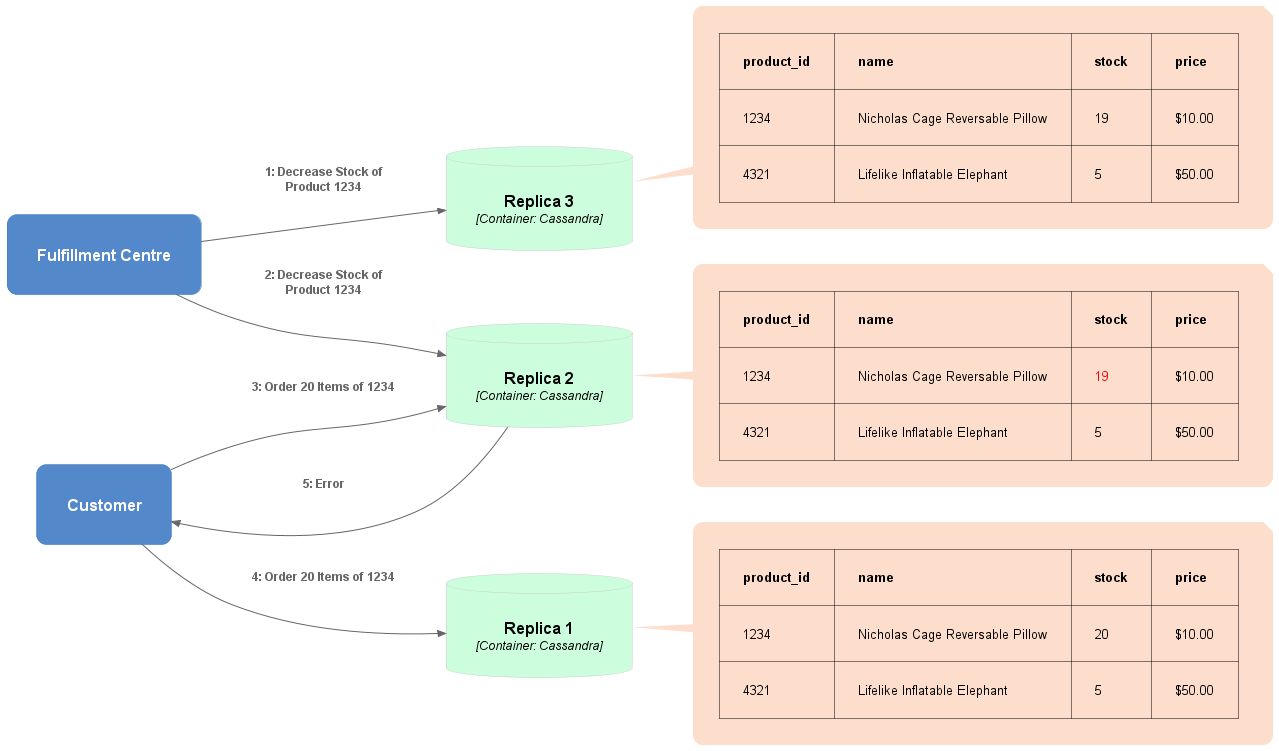 product_id name stock price
1234 Nicholas Cage Reversable Pillow 19 $10.00
4321 Lifelike Inflatable Elephant 5 $50.00
1: Decrease Stock of
Product 1234
Replica 3
[Container: Cassandra]
Fulfillment Centre
2: Decrease Stock of
Product 1234
product_id name stock price
1234 Nicholas Cage Reversable Pillow 19 $10.00
4321 Lifelike Inflatable Elephant 5 $50.00
Replica 2
[Container: Cassandra]
3: Order 20 Items of 1234
5: Error
Customer
4: Order 20 Items of 1234
product_id name stock price
1234 Nicholas Cage Reversable Pillow 20 $10.00
4321 Lifelike Inflatable Elephant 5 $50.00
Replica 1
[Container: Cassandra]